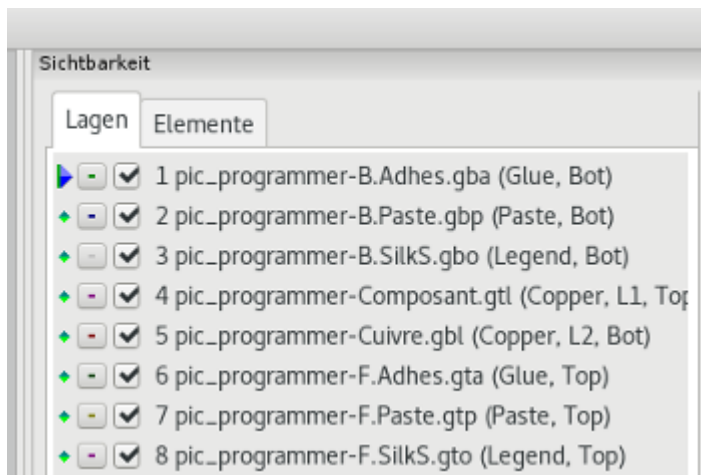 Sichtbarkeit
Lagen Elemente
1 pic_programmer-B.Adhes.gba (Glue, Bot)
2 pic_programmer-B.Paste.gbp (Paste, Bot)
3 pic_programmer-B.SilkS.gbo (Legend, Bot)
4 pic_programmer-Composant.gtl (Copper, L1, Top
5 pic_programmer-Cuivre.gbl (Copper, L2, Bot)
6 pic_programmer-F.Adhes.gta (Glue, Top)
7 pic_programmer-F.Paste.gtp (Paste, Top)
8 pic_programmer-F.SilkS.gto (Legend, Top)